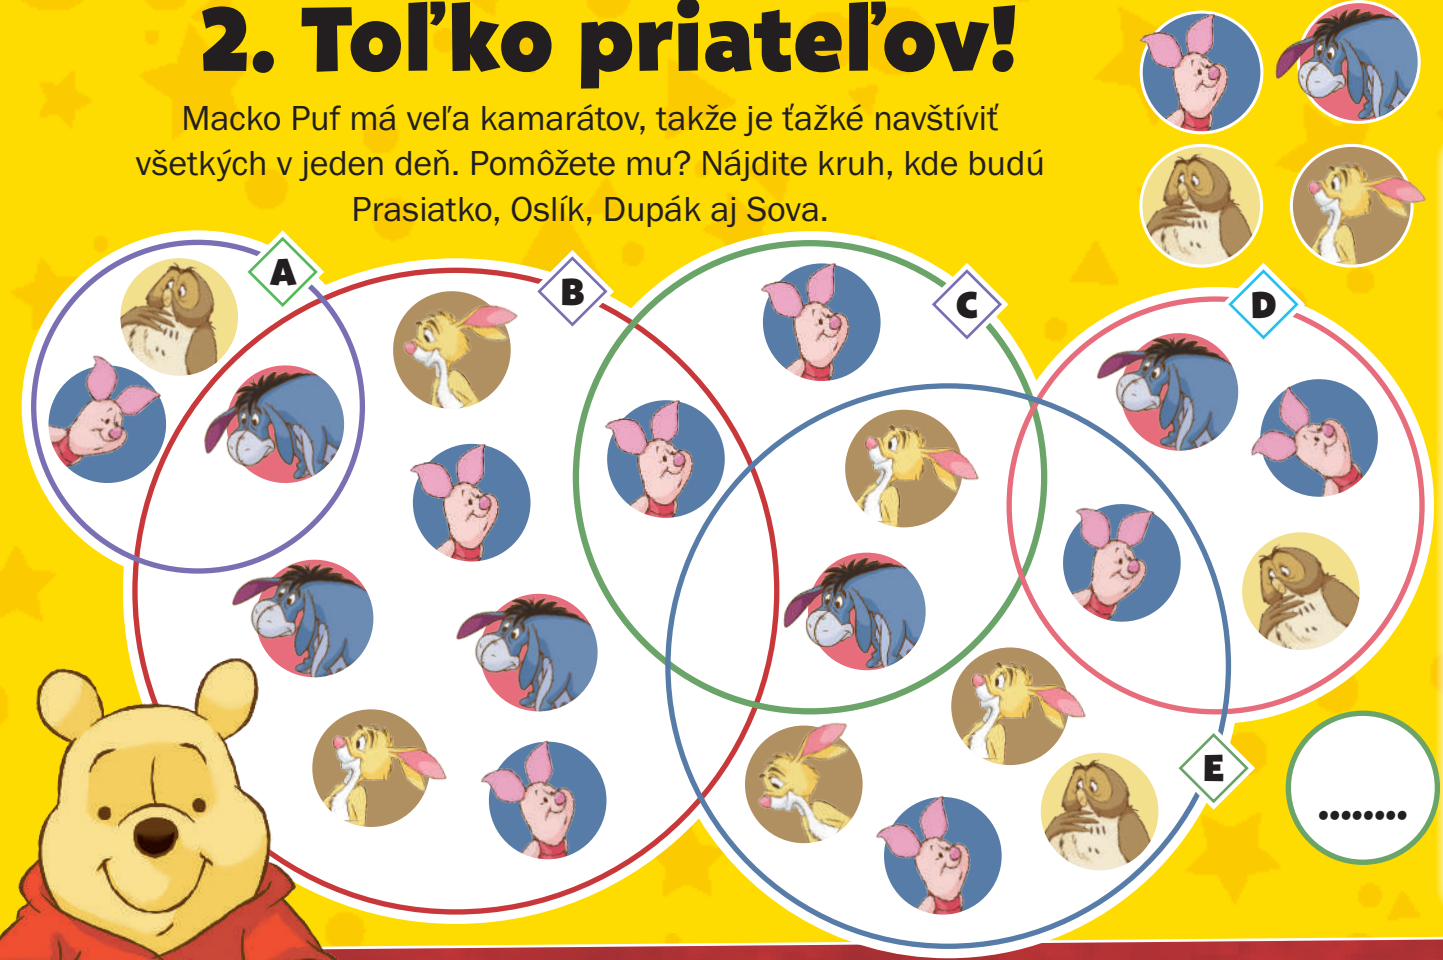 2. Toľko priateľov!
Macko Puf má veľa kamarátov, takže je ťažké navštíviť
všetkých v jeden deň. Pomôžete mu? Nájdite kruh, kde budú
Prasiatko, Oslík, Dupák aj Sova.
A
B
C
D
E
........